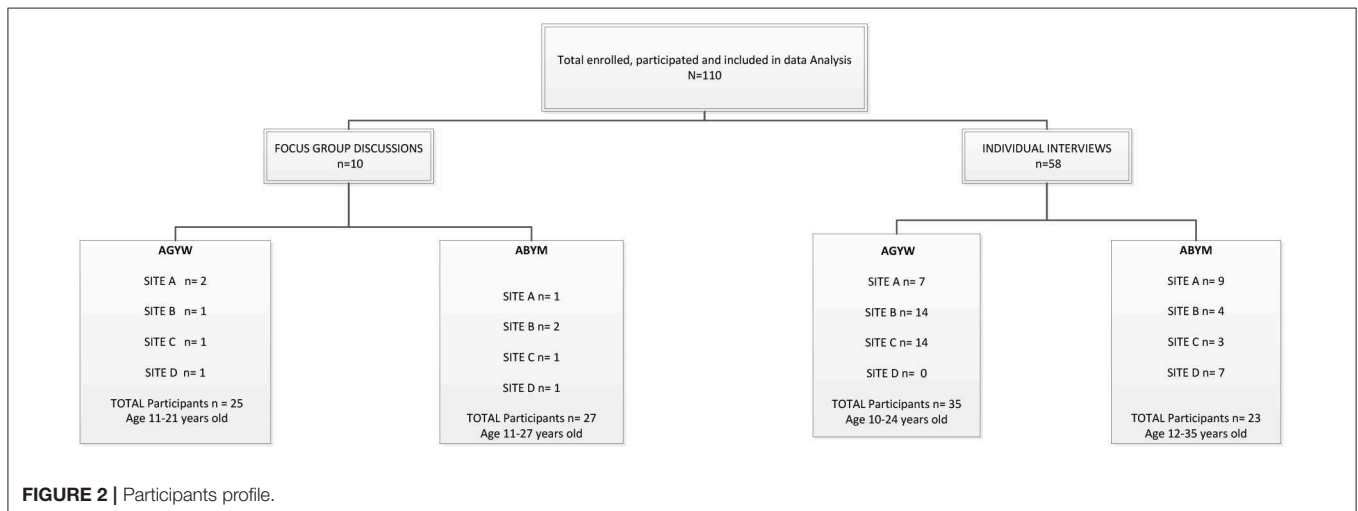 Total enrolled, participated and included in data Analysis
N=110
FOCUS GROUP DISCUSSIONS
n=10
INDIVIDUAL INTERVIEWS
n=58
AGYW
SITE A n= 2
SITE B n= 1
SITE C n= 1
SITE D n= 1
TOTAL Participants n = 25
Age 11-21 years old
ABYM
SITE A n= 1
SITE B n= 2
SITE C n= 1
SITE D n= 1
TOTAL Participants n= 27
Age 11-27 years old
AGYW
SITE A n= 7
SITE B n= 14
SITE C n= 14
SITE D n= 0
TOTAL Participants n= 35
Age 10-24 years old
ABYM
SITE A n= 9
SITE B n= 4
SITE C n= 3
SITE D n= 7
TOTAL Participants n= 23
Age 12-35 years old
FIGURE 2 | Participants profile.